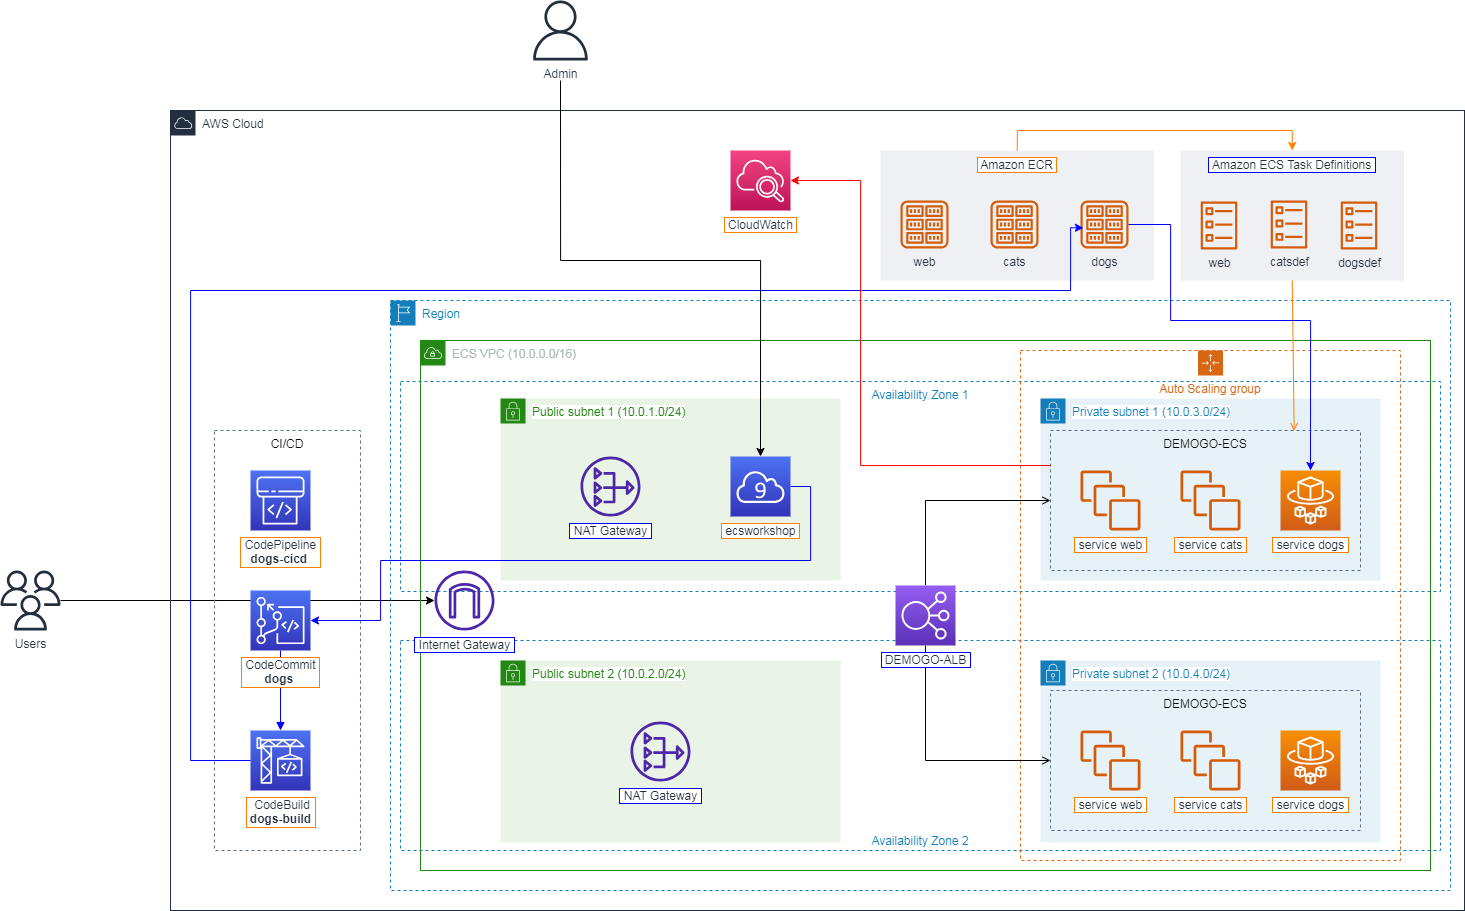 Admin
AWS Cloud
Amazon ECR
Amazon ECS Task Definitions
CloudWatch
web
cats
dogs
web
catsdef
dogsdef
Region
ECS VPC (10.0.0.0/16)
Auto Scaling group
Availability Zone 1
Public subnet 1 (10.0.1.0/24)
Private subnet 1 (10.0.3.0/24)
CI/CD
DEMOGO-ECS
9
NAT Gateway
ecsworkshop
service web
service cats
service dogs
CodePipeline
dogs-cicd
Users
Internet Gateway
CodeCommit
dogs
DEMOGO-ALB
Public subnet 2 (10.0.2.0/24)
Private subnet 2 (10.0.4.0/24)
DEMOGO-ECS
NAT Gateway
service web
service cats
service dogs
CodeBuild
dogs-build
Availability Zone 2